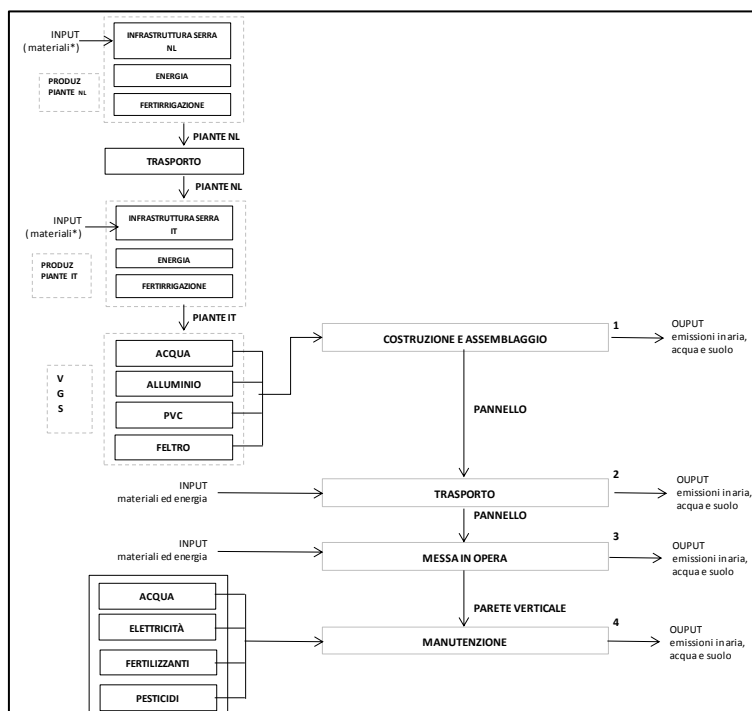 INPUT
( materiali*)
INFRASTRUTTURA SERRA
NL
ENERGIA
FERTIRRIGAZIONE
PRODUZ
PIANTE NL
PIANTE NL
TRASPORTO
PIANTE NL
INPUT
( materiali*)
INFRASTRUTTURA SERRA
IT
ENERGIA
FERTIRRIGAZIONE
PRODUZ
PIANTE IT
PIANTE IT
V
G
S
ACQUA
ALLUMINIO
PVC
FELTRO
COSTRUZIONE E ASSEMBLAGGIO
1
OUPUT
emissioni in aria,
acqua e suolo
PANNELLO
INPUT
materiali ed energia
TRASPORTO
2
OUPUT
emissioni in aria,
acqua e suolo
PANNELLO
INPUT
materiali ed energia
MESSA IN OPERA
3
OUPUT
emissioni in aria,
acqua e suolo
PARETE VERTICALE
ACQUA
ELETTRICITÀ
FERTILIZZANTI
PESTICIDI
MANUTENZIONE
4
OUPUT
emissioni in aria,
acqua e suolo